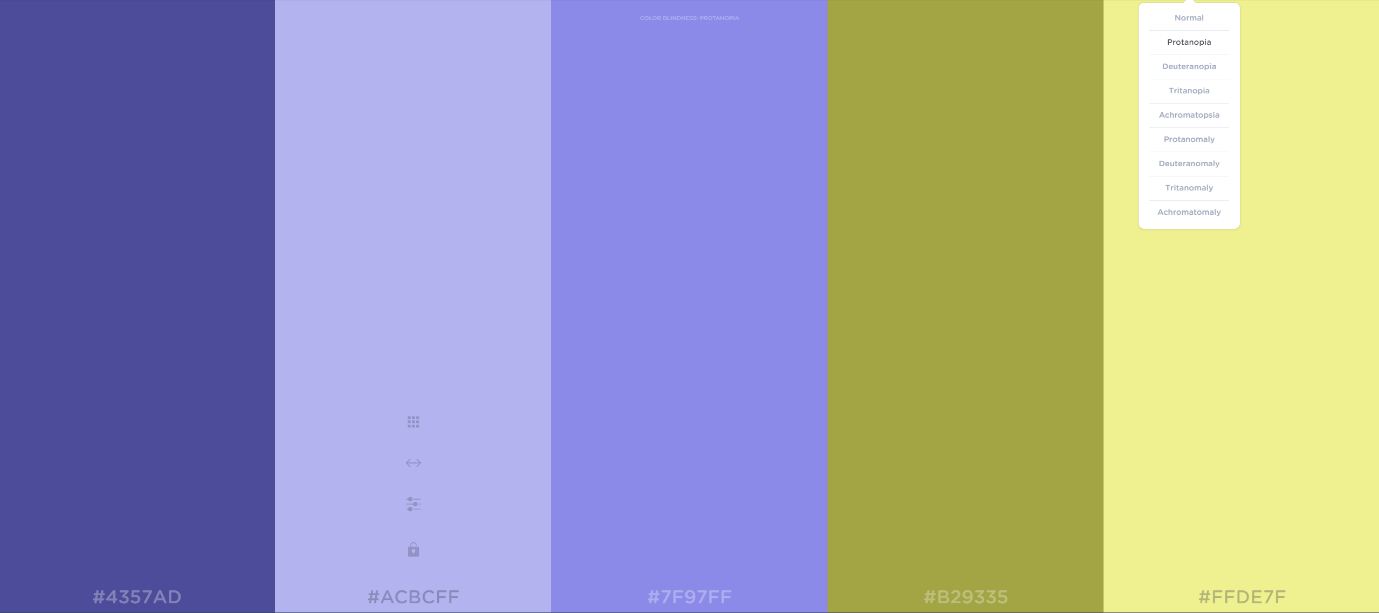 COLOR BLINDNESS: PROTANOPIA
Normal
Protanopia
Deuteranopia
Tritanopia
Achromatopsia
Protanomaly
Deuteranomaly
Tritanomaly
Achromatomaly
#4357AD
#ACBCFF
#7F97FF
#B29335
#FFDE7F